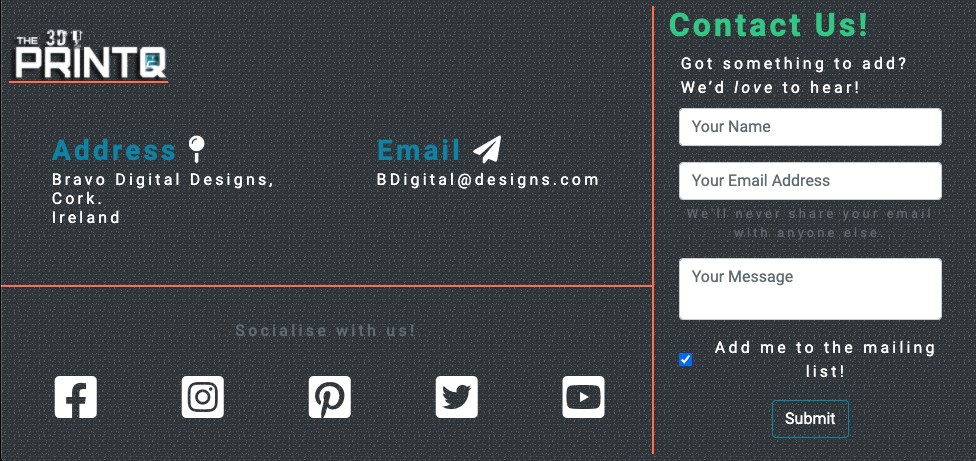 THE 3D
PRINTQ
Address
Bravo Digital Designs,
Cork.
Ireland
Email
BDigital@designs.com
Socialise with us!
Contact Us!
Got something to add?
We’d love to hear!
Your Name
Your Email Address
We'll never share your email
with anyone else.
Your Message
Add me to the mailing
list!
Submit